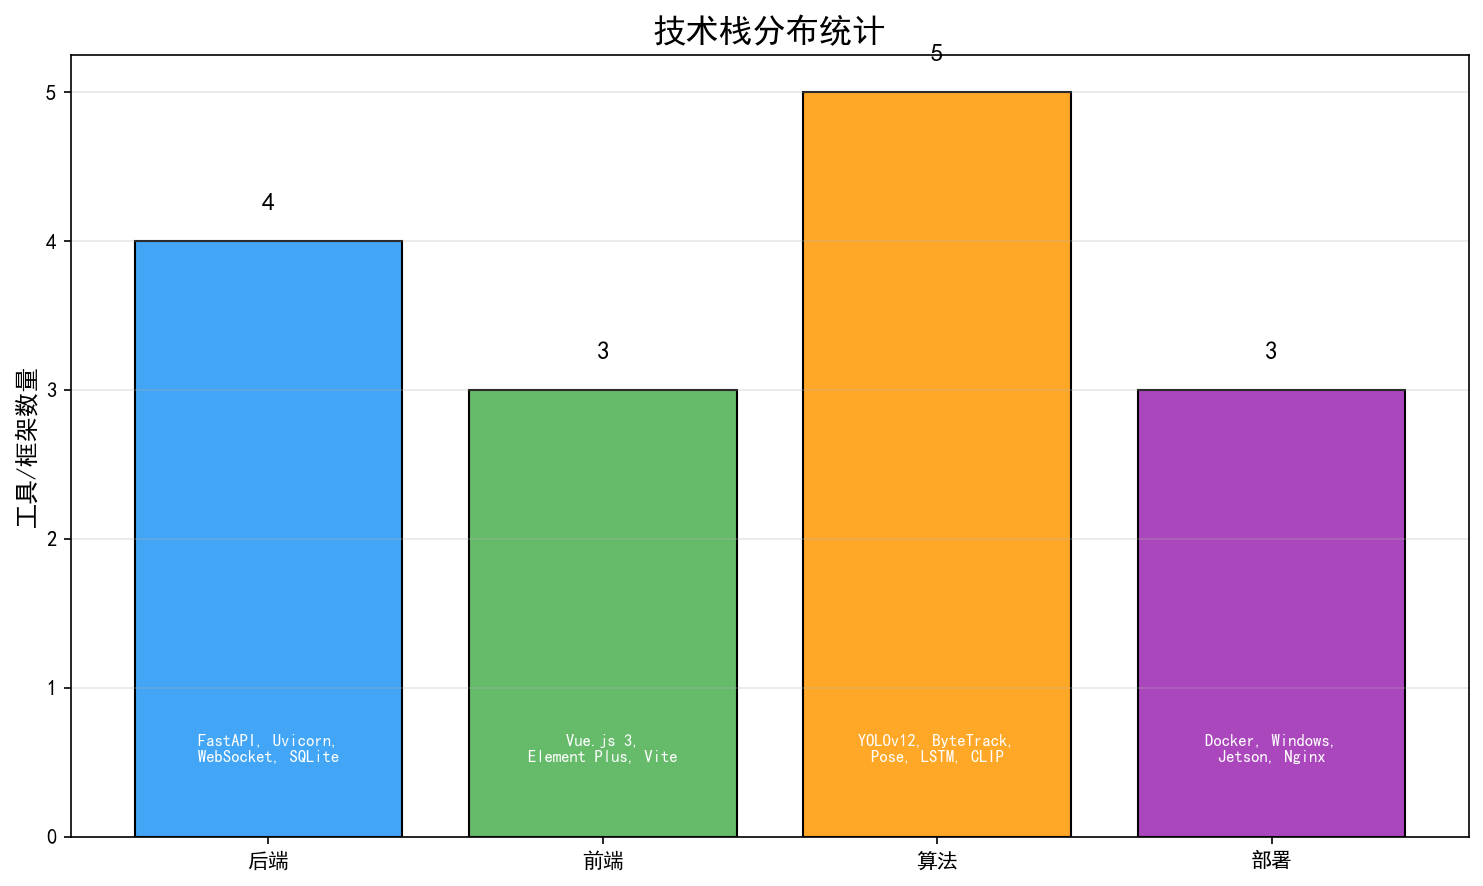 技术栈分布统计
5
4
3
3
5
4
3
2
1
0
工具/框架数量
FastAPI, Uvicorn,
WebSocket, SQLite
Vue.js 3,
Element Plus, Vite
YOLOv12, ByteTrack,
Pose, LSTM, CLIP
Docker, Windows,
Jetson, Nginx
后端
前端
算法
部署